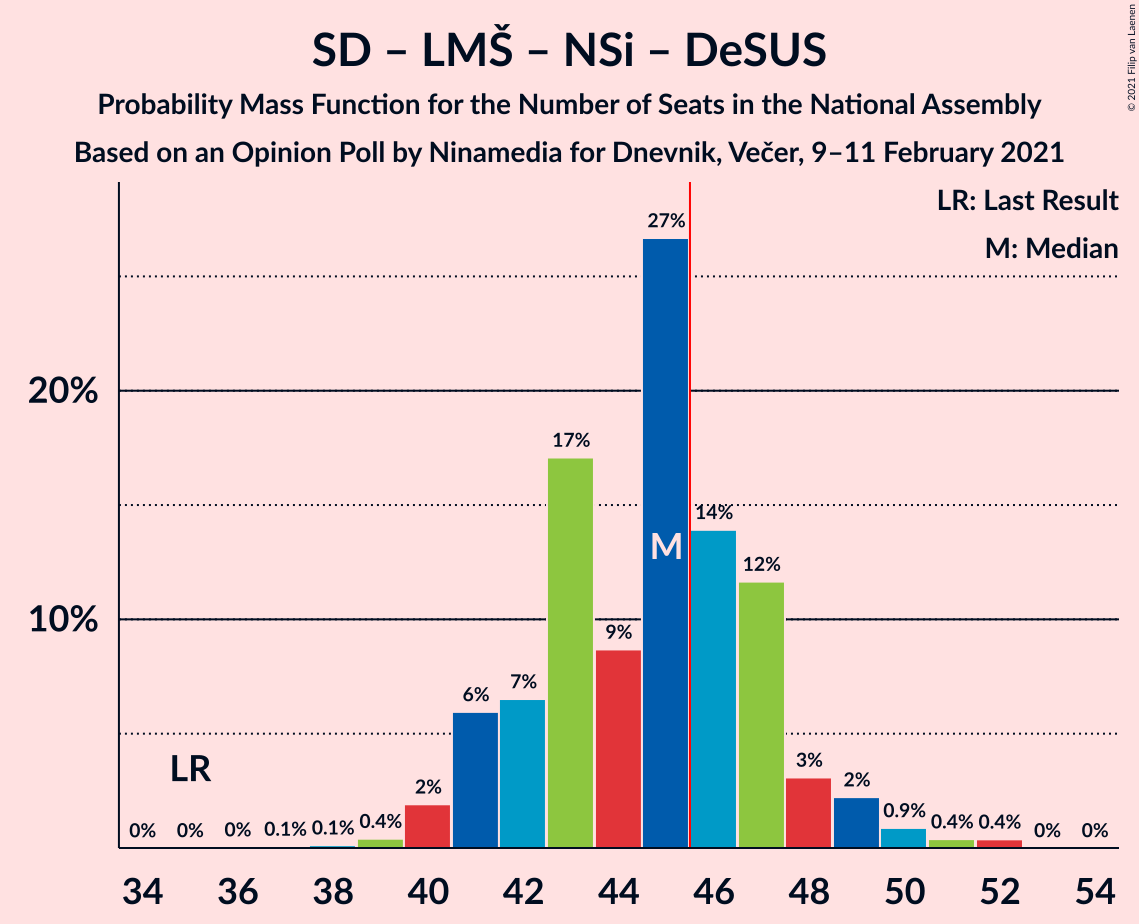 SD – LMŠ – NSi – DeSUS
Probability Mass Function for the Number of Seats in the National Assembly
Based on an Opinion Poll by Ninamedia for Dnevnik, Večer, 9–11 February 2021
© 2021 Filip van Laenen
LR: Last Result
M: Median
27%
20%
17%
14%
M
12%
10%
9%
7%
6%
LR
3%
2%
2%
0% 0% 0% 0.1% 0.1% 0.4% 0.9% 0.4% 0.4% 0% 0%
34 36 38 40 42 44 46 48 50 52 54